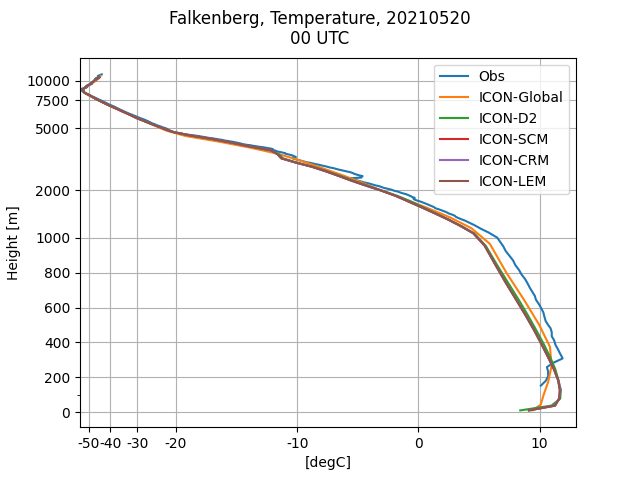 Falkenberg, Temperature, 20210520
00 UTC
Obs
ICON-Global
ICON-D2
ICON-SCM
ICON-CRM
ICON-LEM
Height [m]
10000
7500
5000
2000
1000
800
600
400
200
0
-50 -40 -30 -20 -10 0 10
[degC]